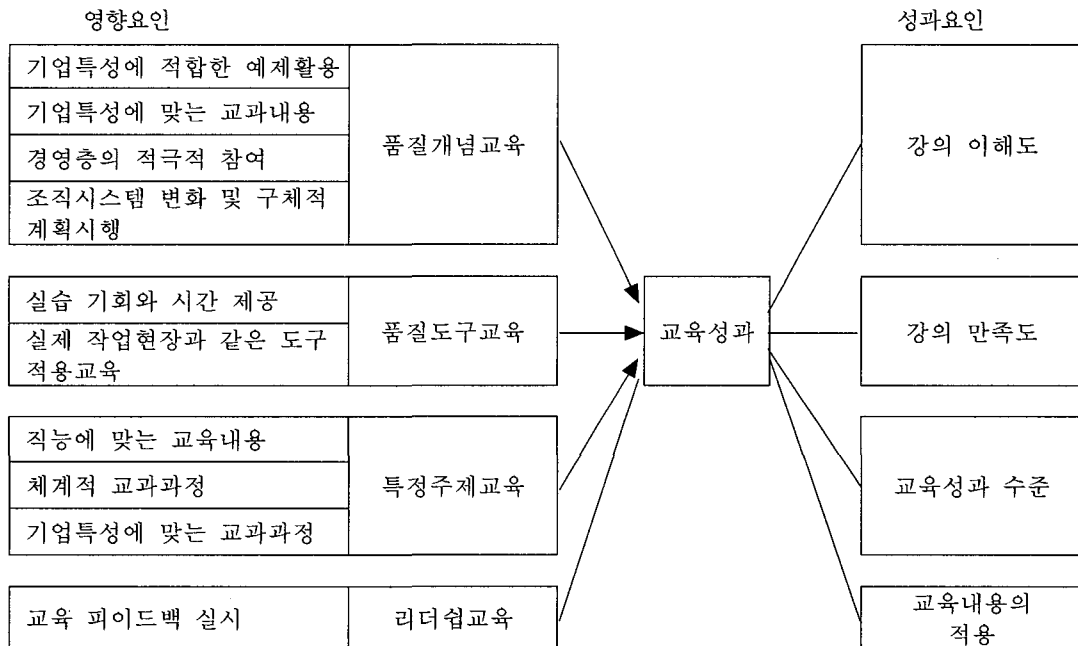 영향요인
성과요인
기업특성에 적합한 예제활용
기업특성에 맞는 교과내용
경영층의 적극적 참여
조직시스템 변화 및 구체적
계획시행
품질개념교육
강의 이해도
실습 기회와 시간 제공
실제 작업현장과 같은 도구
적용교육
품질도구교육
교육성과
강의 만족도
직능에 맞는 교육내용
체계적 교과과정
기업특성에 맞는 교과과정
특정주제교육
교육성과 수준
교육 피이드백 실시
리더쉽교육
교육내용의
적용